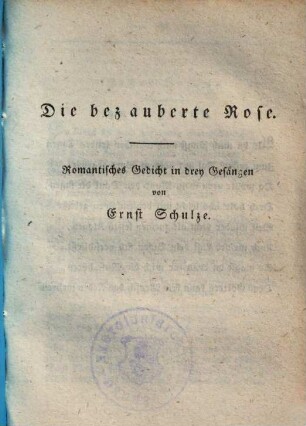 Die bezauberte Rose.
Romantisches Gedicht in drey Gesängen
von
Ernst Schulze.